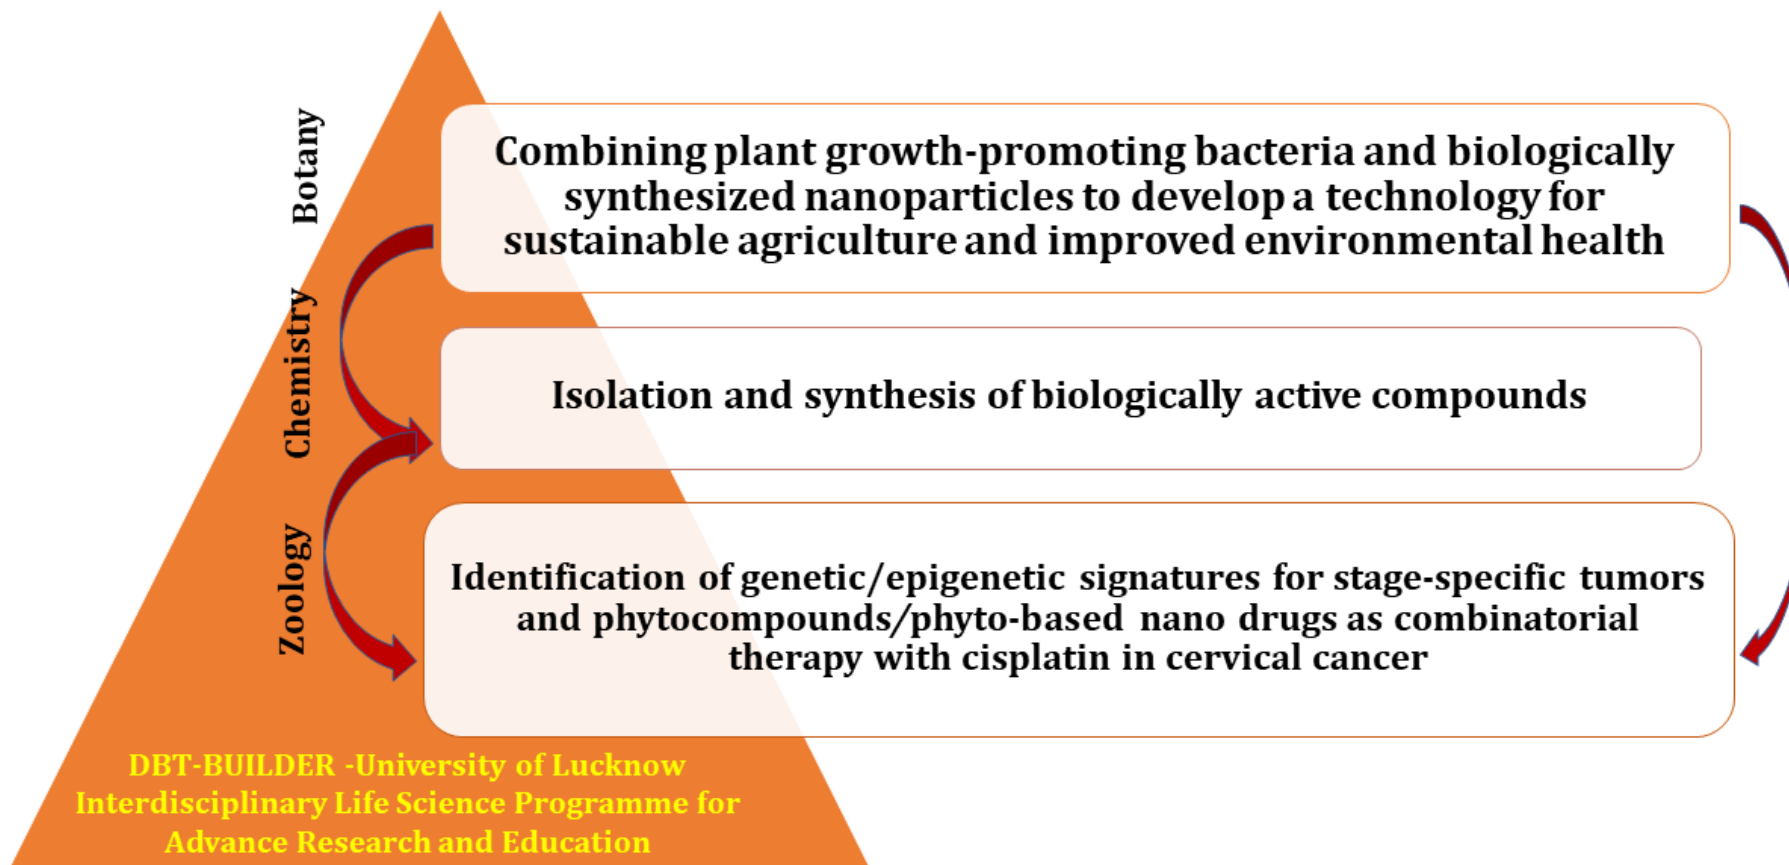 Botany
Combining plant growth-promoting bacteria and biologically
synthesized nanoparticles to develop a technology for
sustainable agriculture and improved environmental health
Chemistry
Isolation and synthesis of biologically active compounds
Zoology
Identification of genetic/epigenetic signatures for stage-specific tumors
and phytocompounds/phyto-based nano drugs as combinatorial
therapy with cisplatin in cervical cancer
DBT-BUILDER -University of Lucknow
Interdisciplinary Life Science Programme for
Advance Research and Education